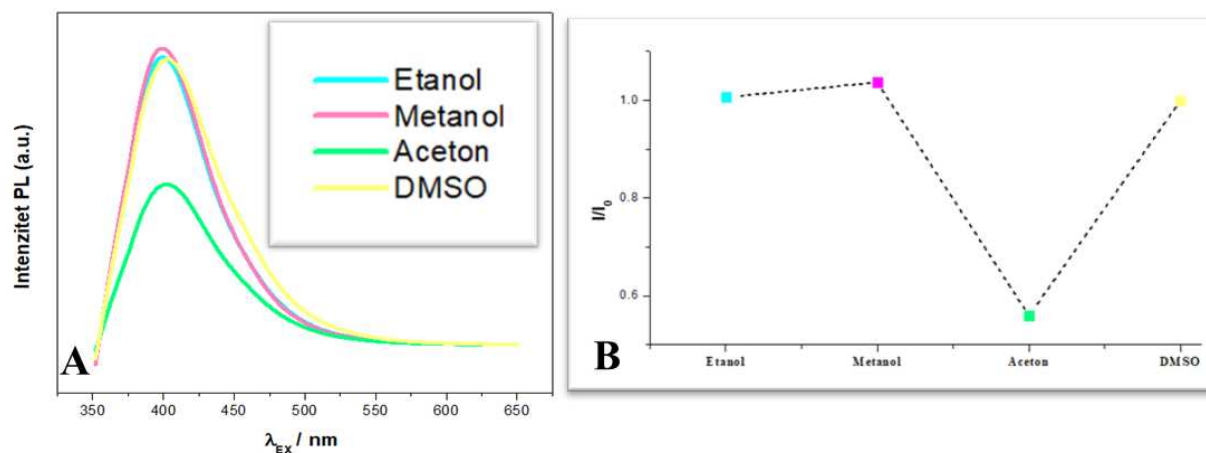 Intenzitet PL (a.u.)
Etanol
Metanol
Aceton
DMSO
A
350 400 450 500 550 600 650
λEX / nm
I/I0
1.0
0.8
0.6
B
Etanol Metanol Aceton DMSO